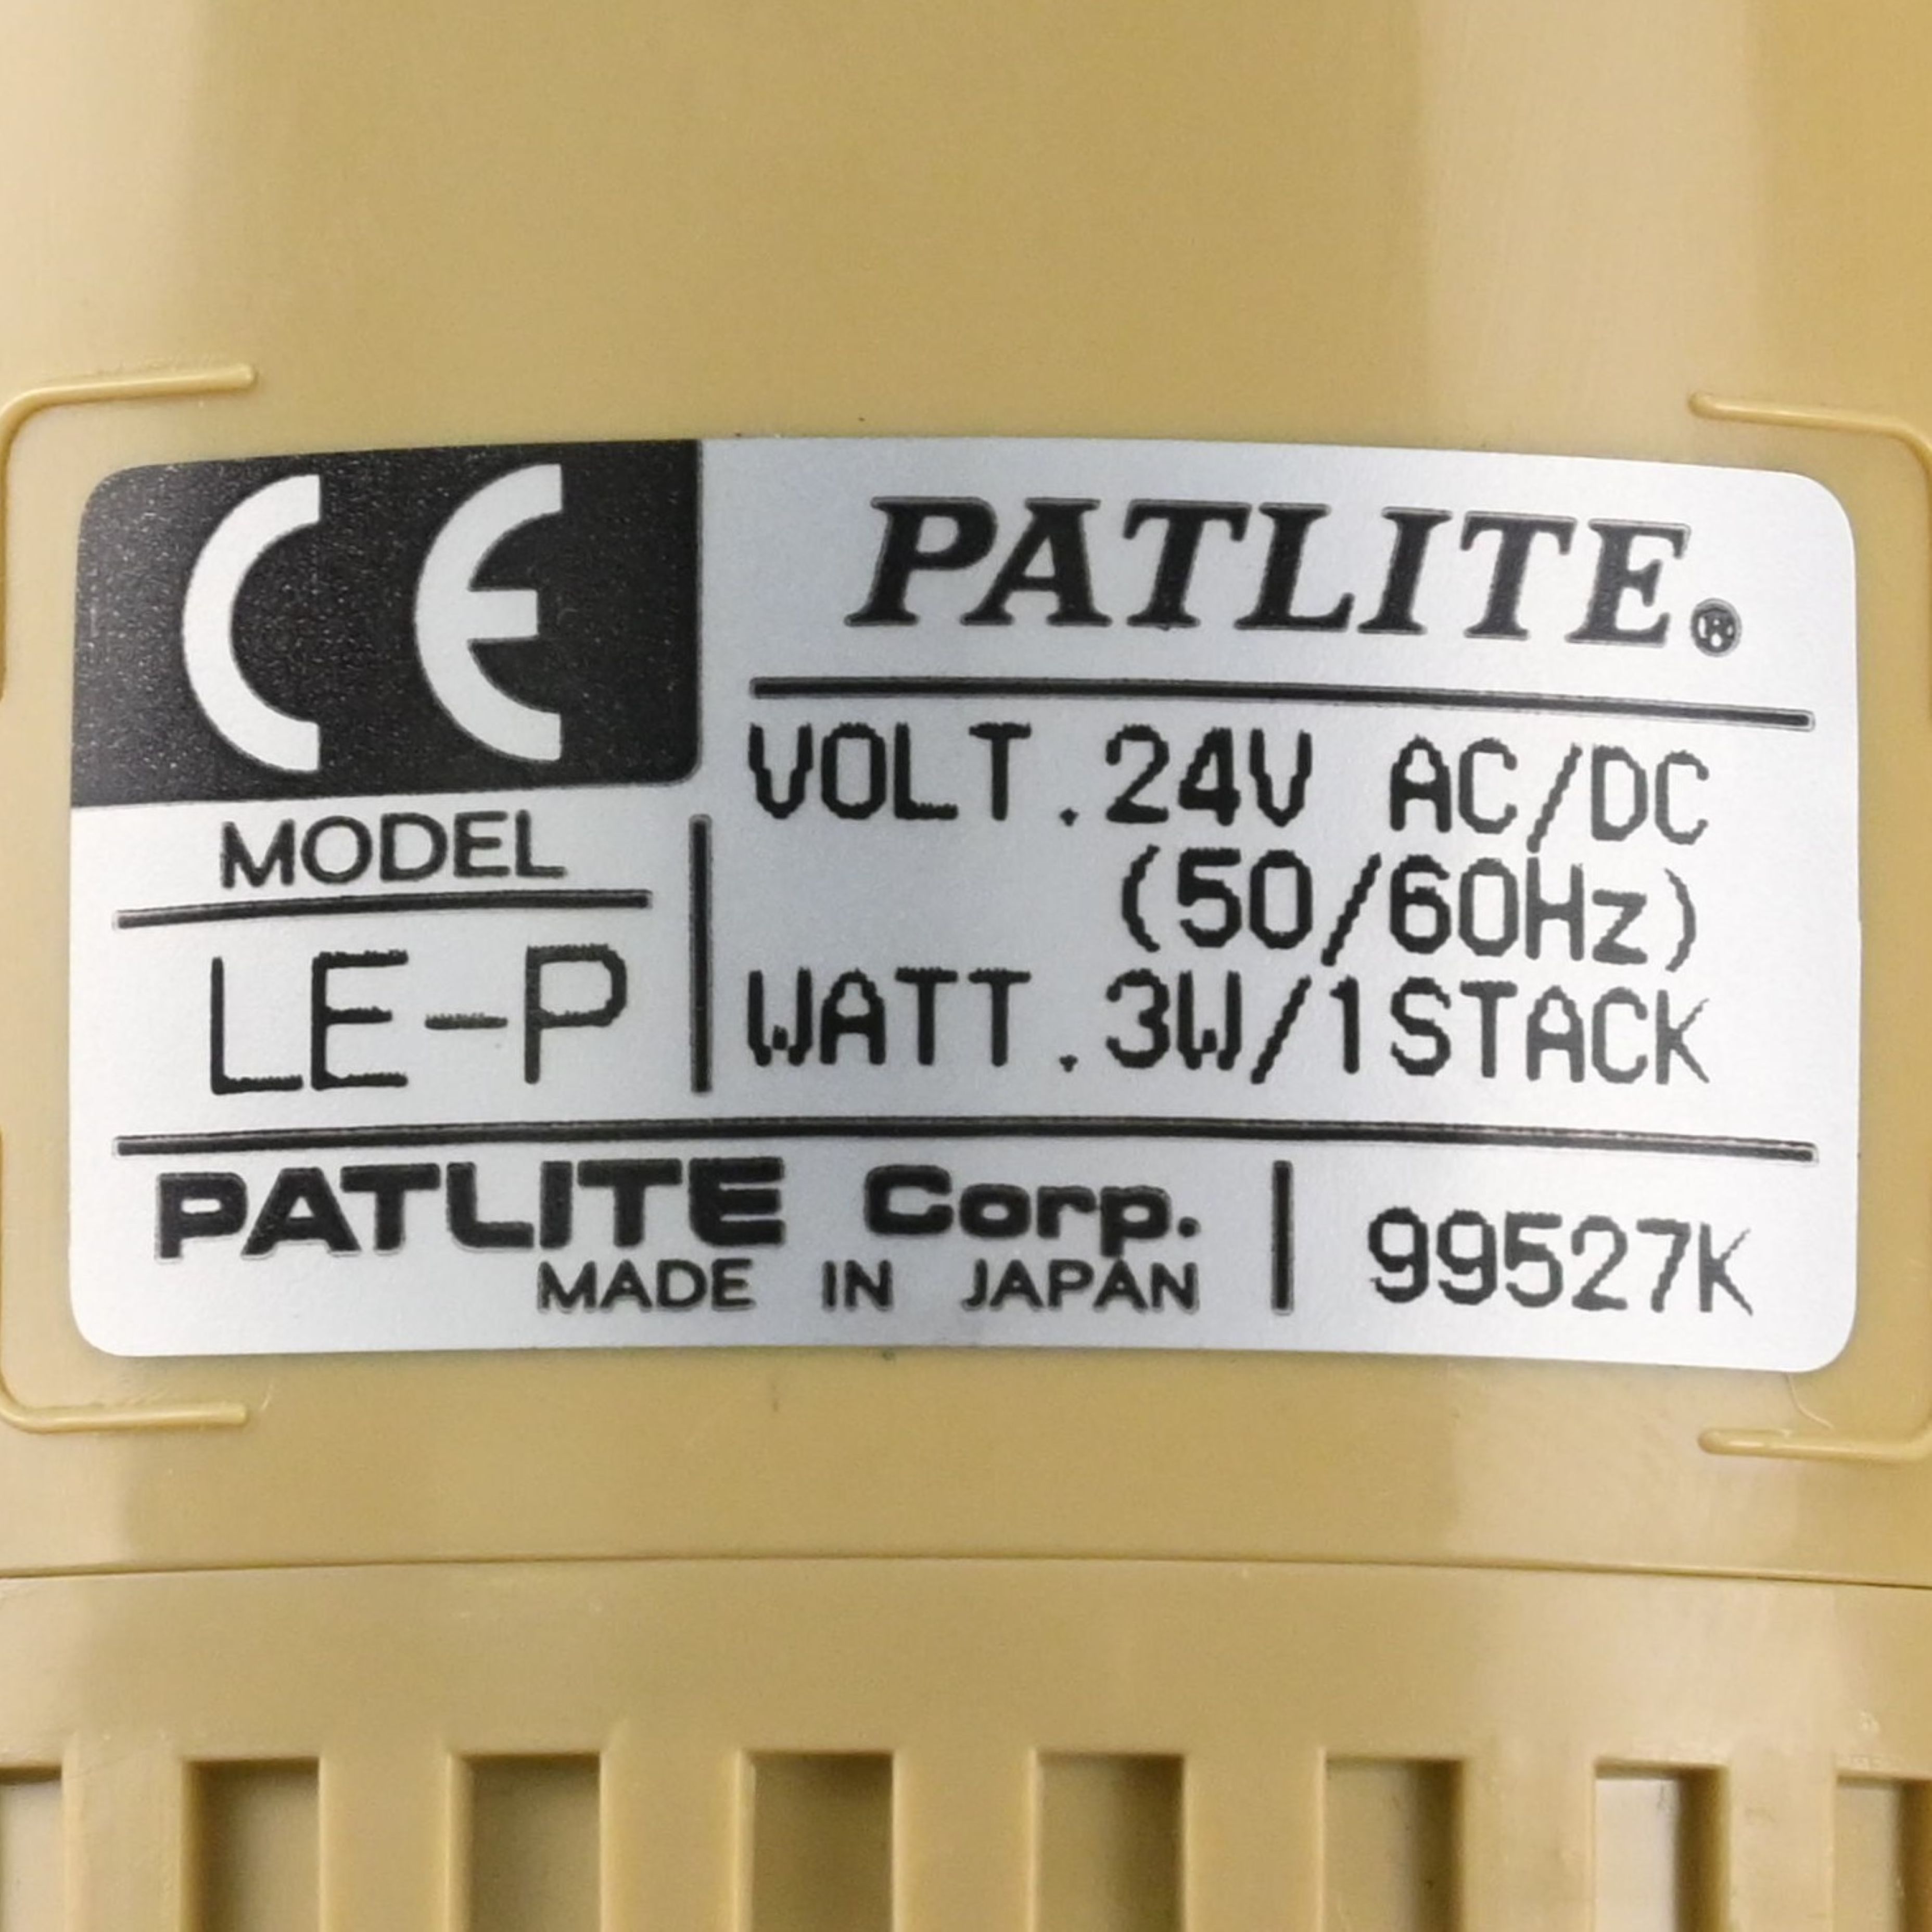 CE
PATLITE®
VOLT.24V AC/DC
(50/60Hz)
WATT.3W/1STACK
MODEL
LE-P
PATLITE Corp.
MADE IN JAPAN
99527K